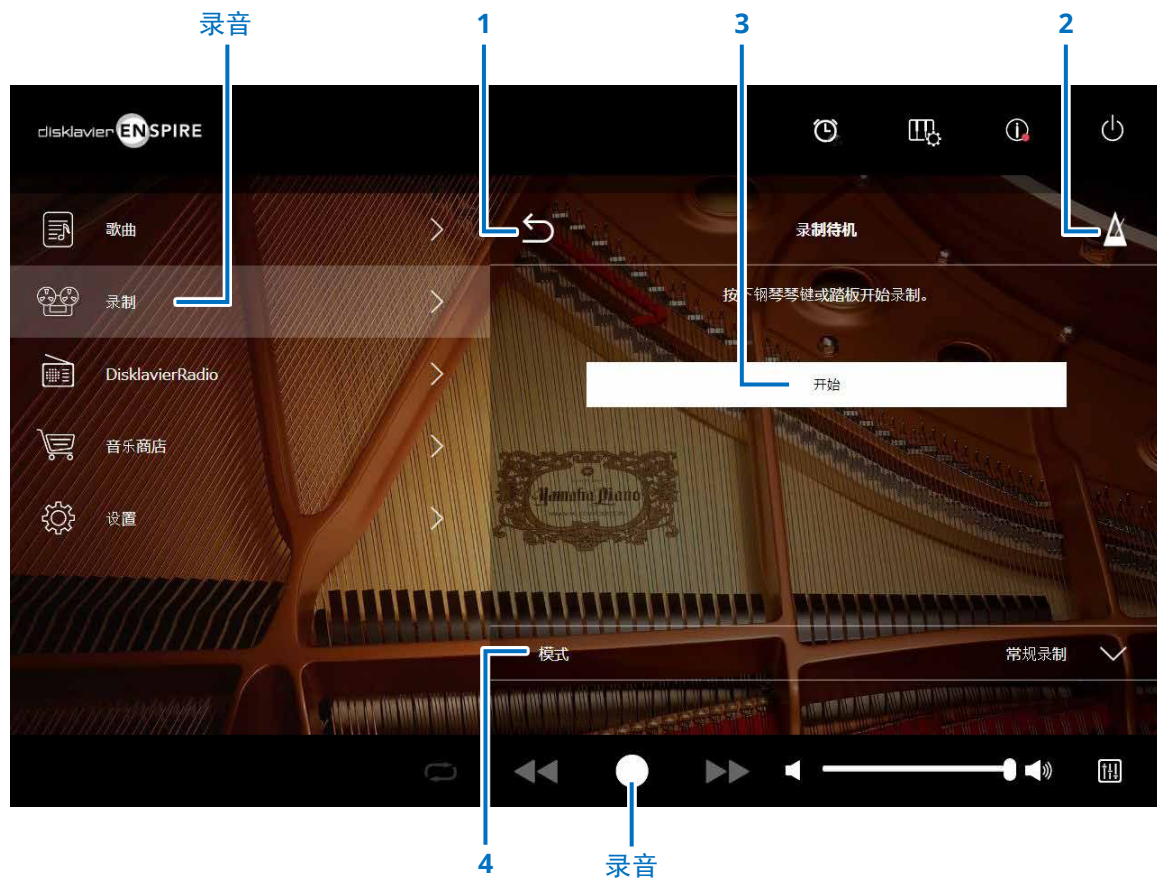 录音 1 3 2
disklavier ENSPIRE
歌曲
录制
DisklavierRadio
音乐商店
设置
录制待机
按下钢琴琴键或踏板开始录制。
开始
Yamaha Piano
模式 常规录制
4 录音